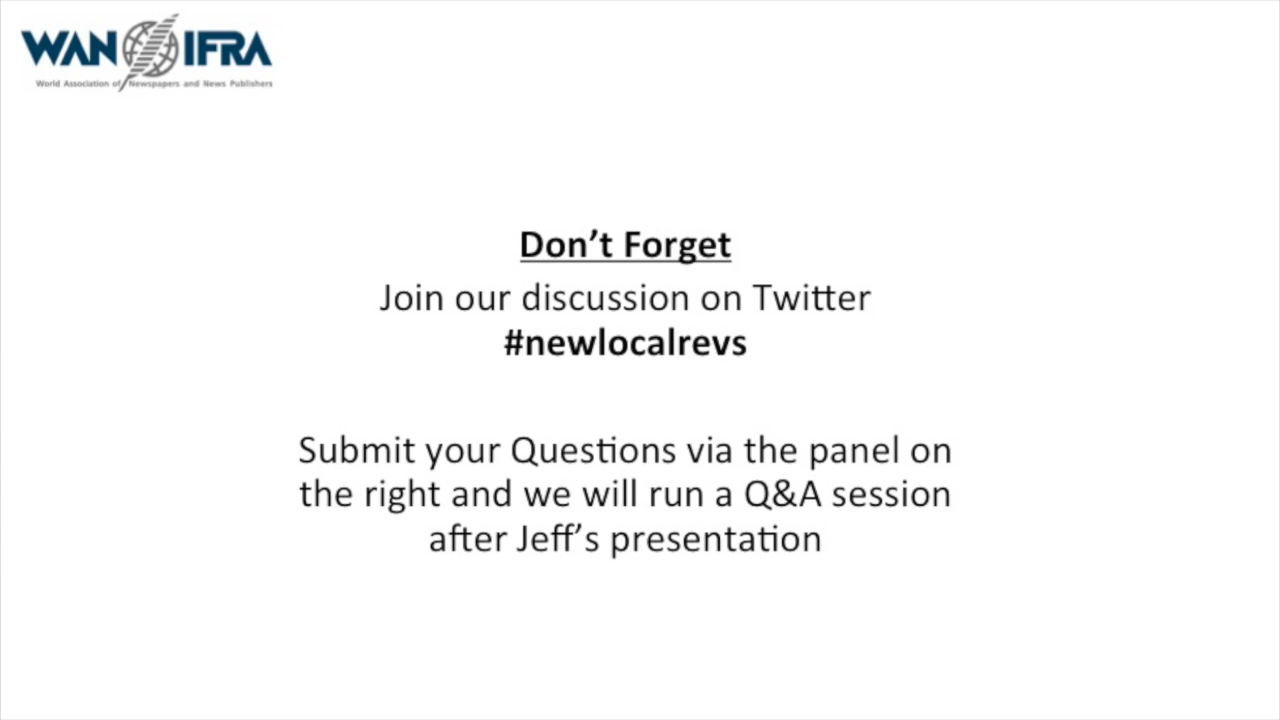 WAN IFRA
World Association of Newspapers and News Publishers
Don’t Forget
Join our discussion on Twitter
#newlocalrevs
Submit your Questions via the panel on
the right and we will run a Q&A session
after Jeff’s presentation